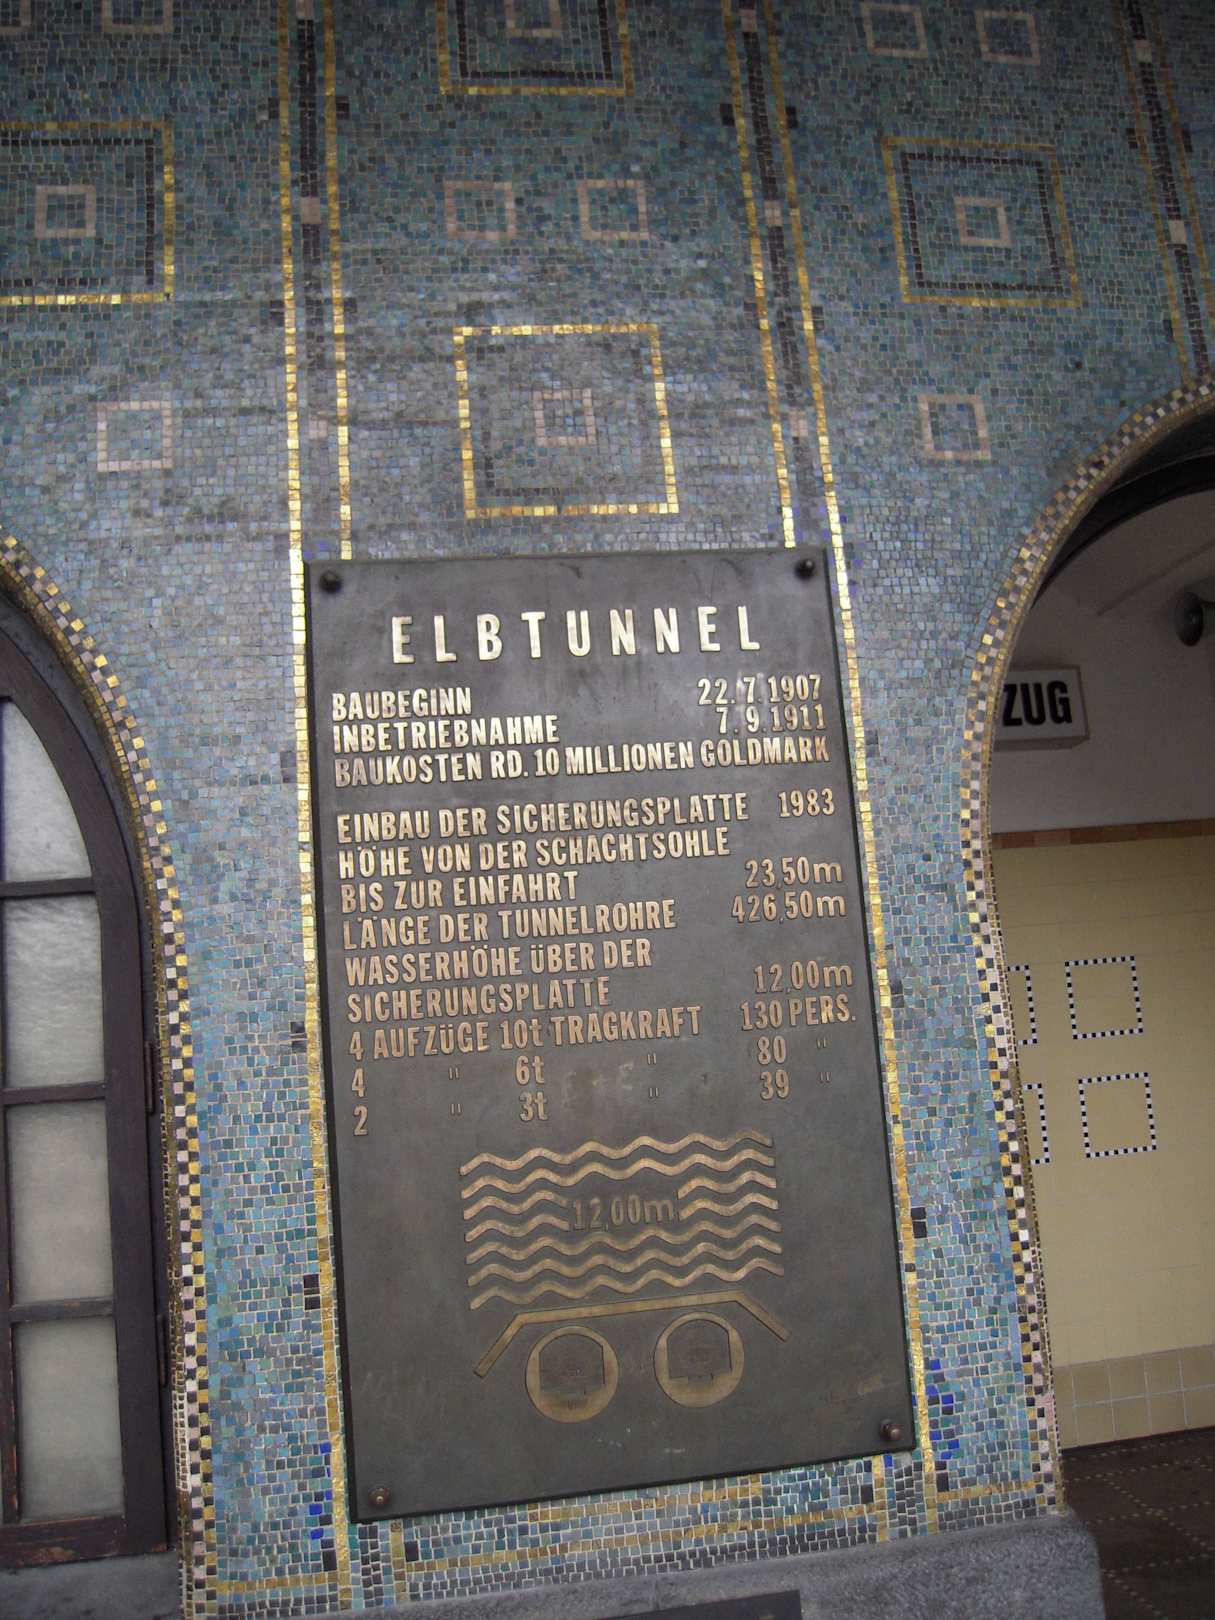 ELBTUNNEL
BAUBEGINN 22.7.1907
INBETRIEBNAHME 7.9.1911
BAUKOSTEN RD.10 MILLIONEN GOLDMARK
EINBAU DER SICHERUNGSPLATTE 1983
HÖHE VON DER SCHACHTSOHLE
BIS ZUR EINFAHRT 23,50m
LÄNGE DER TUNNELROHRE 426,50m
WASSERHÖHE ÜBER DER
SICHERUNGSPLATTE 12,00m
4 AUFZÜGE 10t TRAGKRAFT 130 PERS.
4 " 6t " 80 "
2 " 3t " 39 "
12,00m
ZUG